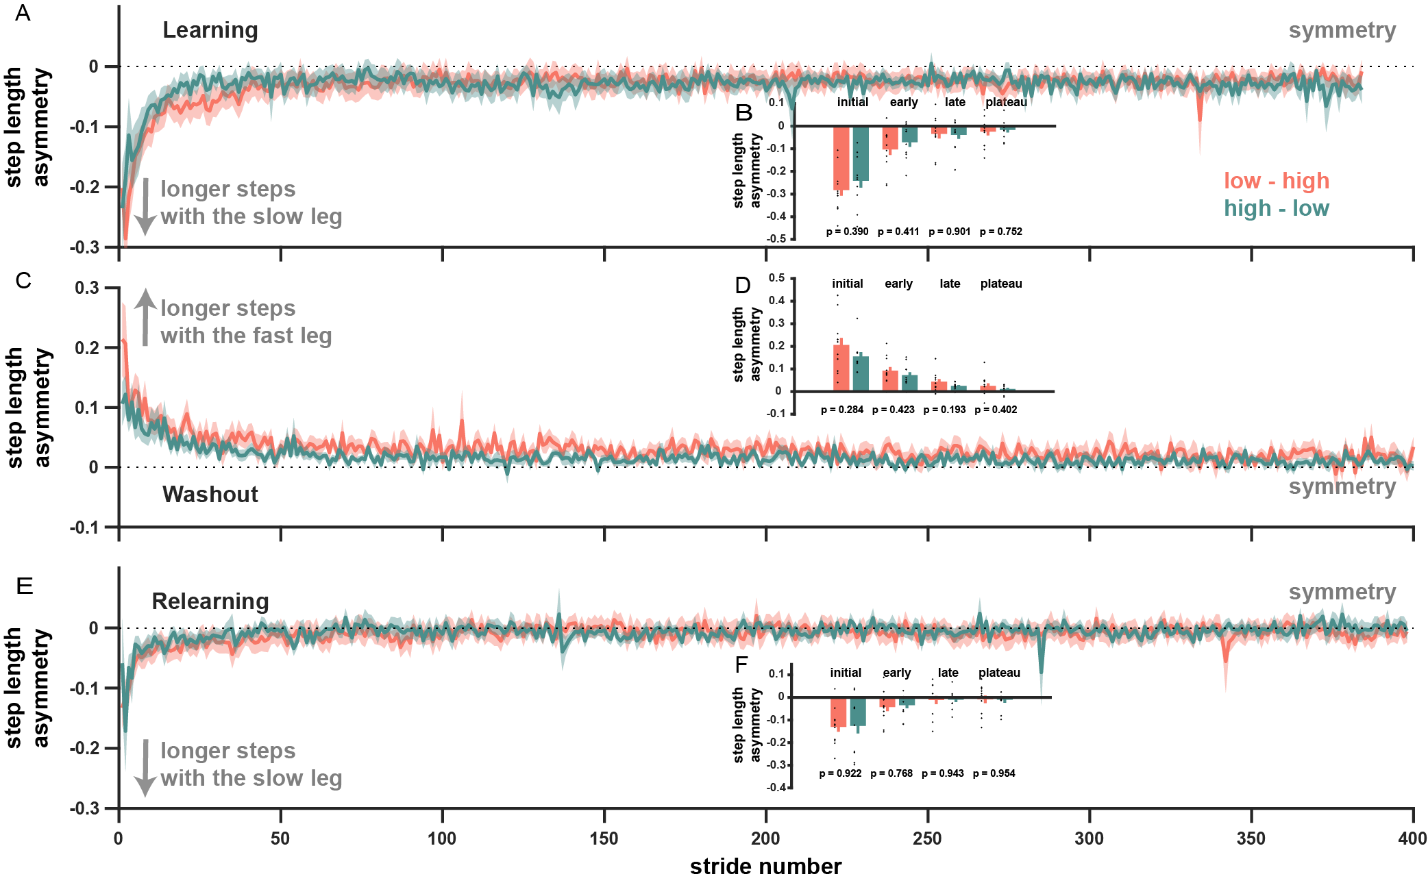 A
Learning
symmetry
step length
asymmetry
0
-0.1
-0.2
-0.3
longer steps
with the slow leg
B
initial early late plateau
step length
asymmetry
0.1
0
-0.1
-0.2
-0.3
-0.4
-0.5
p = 0.390 p = 0.411 p = 0.901 p = 0.752
low - high
high - low
C
longer steps
with the fast leg
step length
asymmetry
0.3
0.2
0.1
0
-0.1
Washout
symmetry
D
initial early late plateau
step length
asymmetry
0.5
0.4
0.3
0.2
0.1
0
-0.1
p = 0.284 p = 0.423 p = 0.193 p = 0.402
E
Relearning
symmetry
step length
asymmetry
0
-0.1
-0.2
-0.3
longer steps
with the slow leg
F
initial early late plateau
step length
asymmetry
0.1
0
-0.1
-0.2
-0.3
-0.4
p = 0.922 p = 0.768 p = 0.943 p = 0.954
0 50 100 150 200 250 300 350 400
stride number